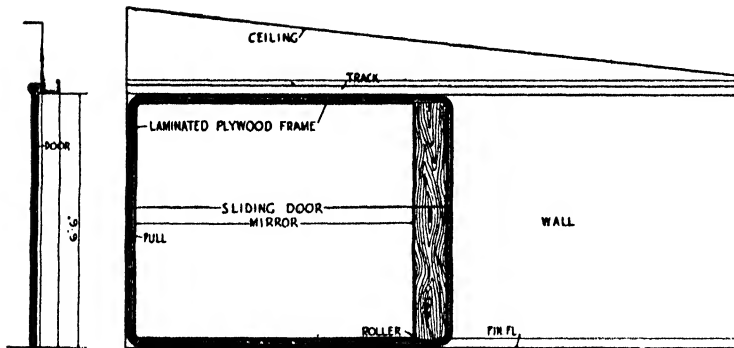 CEILING
TRACK
LAMINATED PLYWOOD FRAME
DOOR
6'-6"
SLIDING DOOR
MIRROR
PULL
WALL
ROLLER
FIN FL.